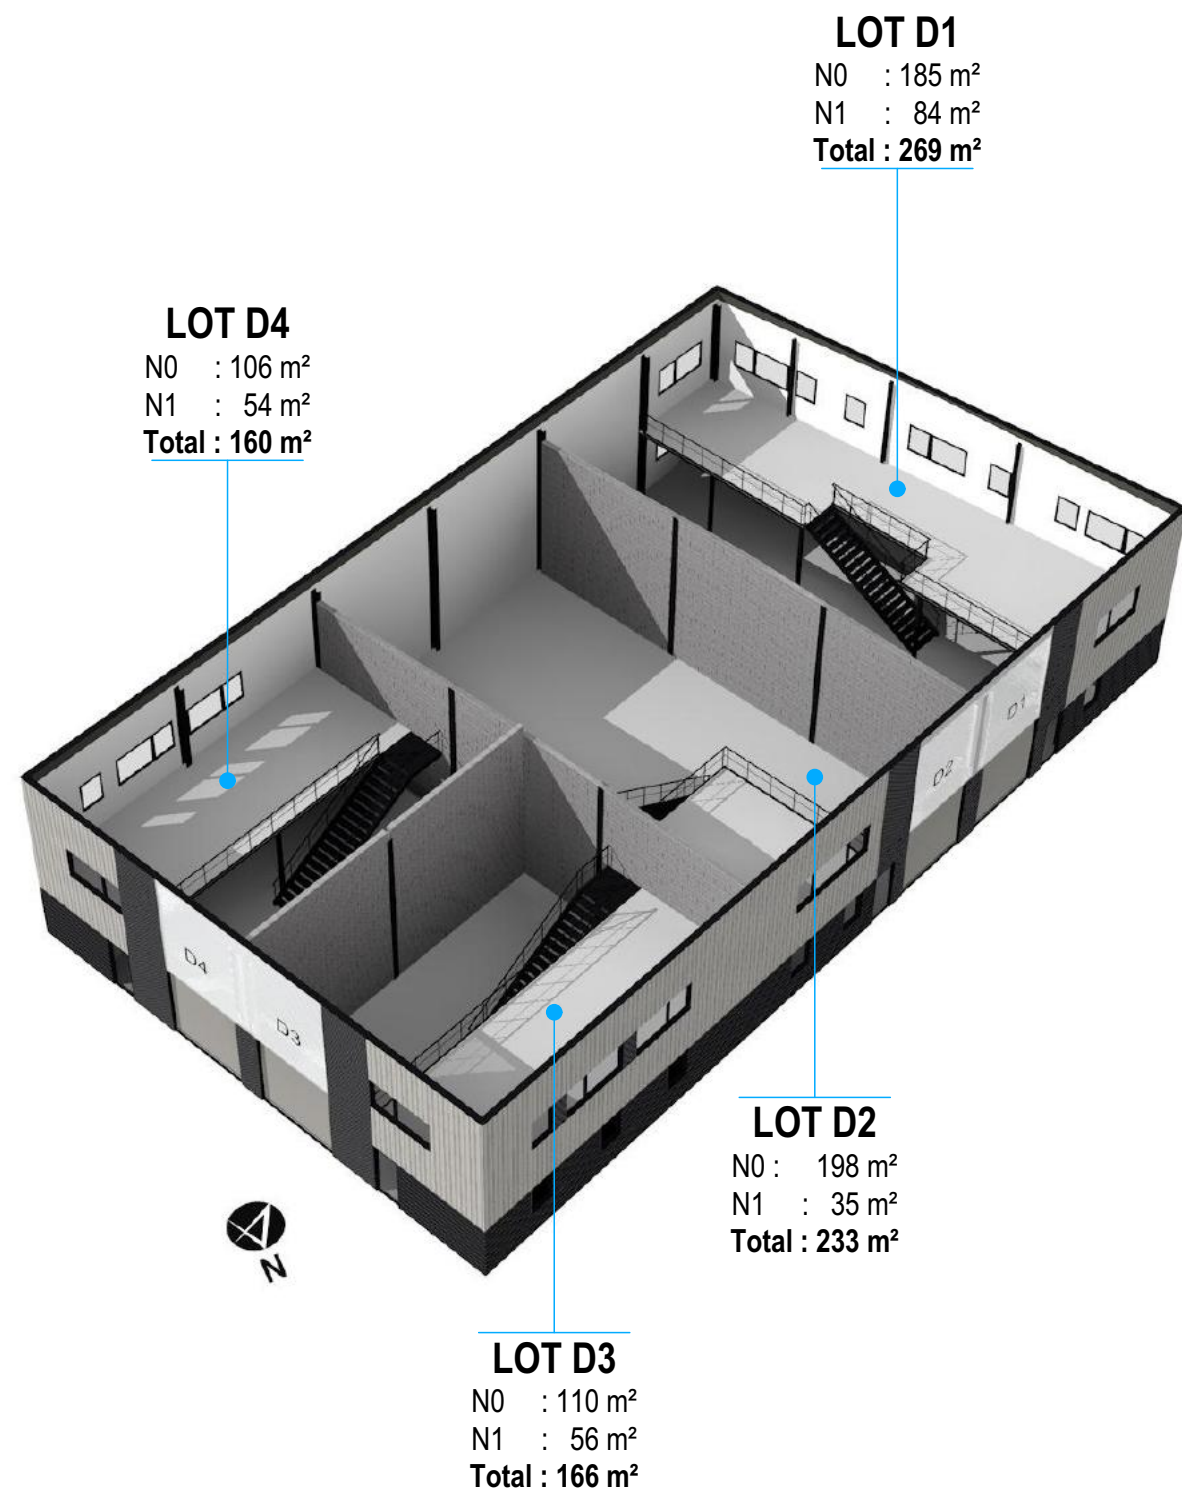 LOT D1
N0 : 185 m²
N1 : 84 m²
Total : 269 m²
LOT D4
N0 : 106 m²
N1 : 54 m²
Total : 160 m²
D1
D2
D4
D3
LOT D2
N0 : 198 m²
N1 : 35 m²
Total : 233 m²
N
LOT D3
N0 : 110 m²
N1 : 56 m²
Total : 166 m²